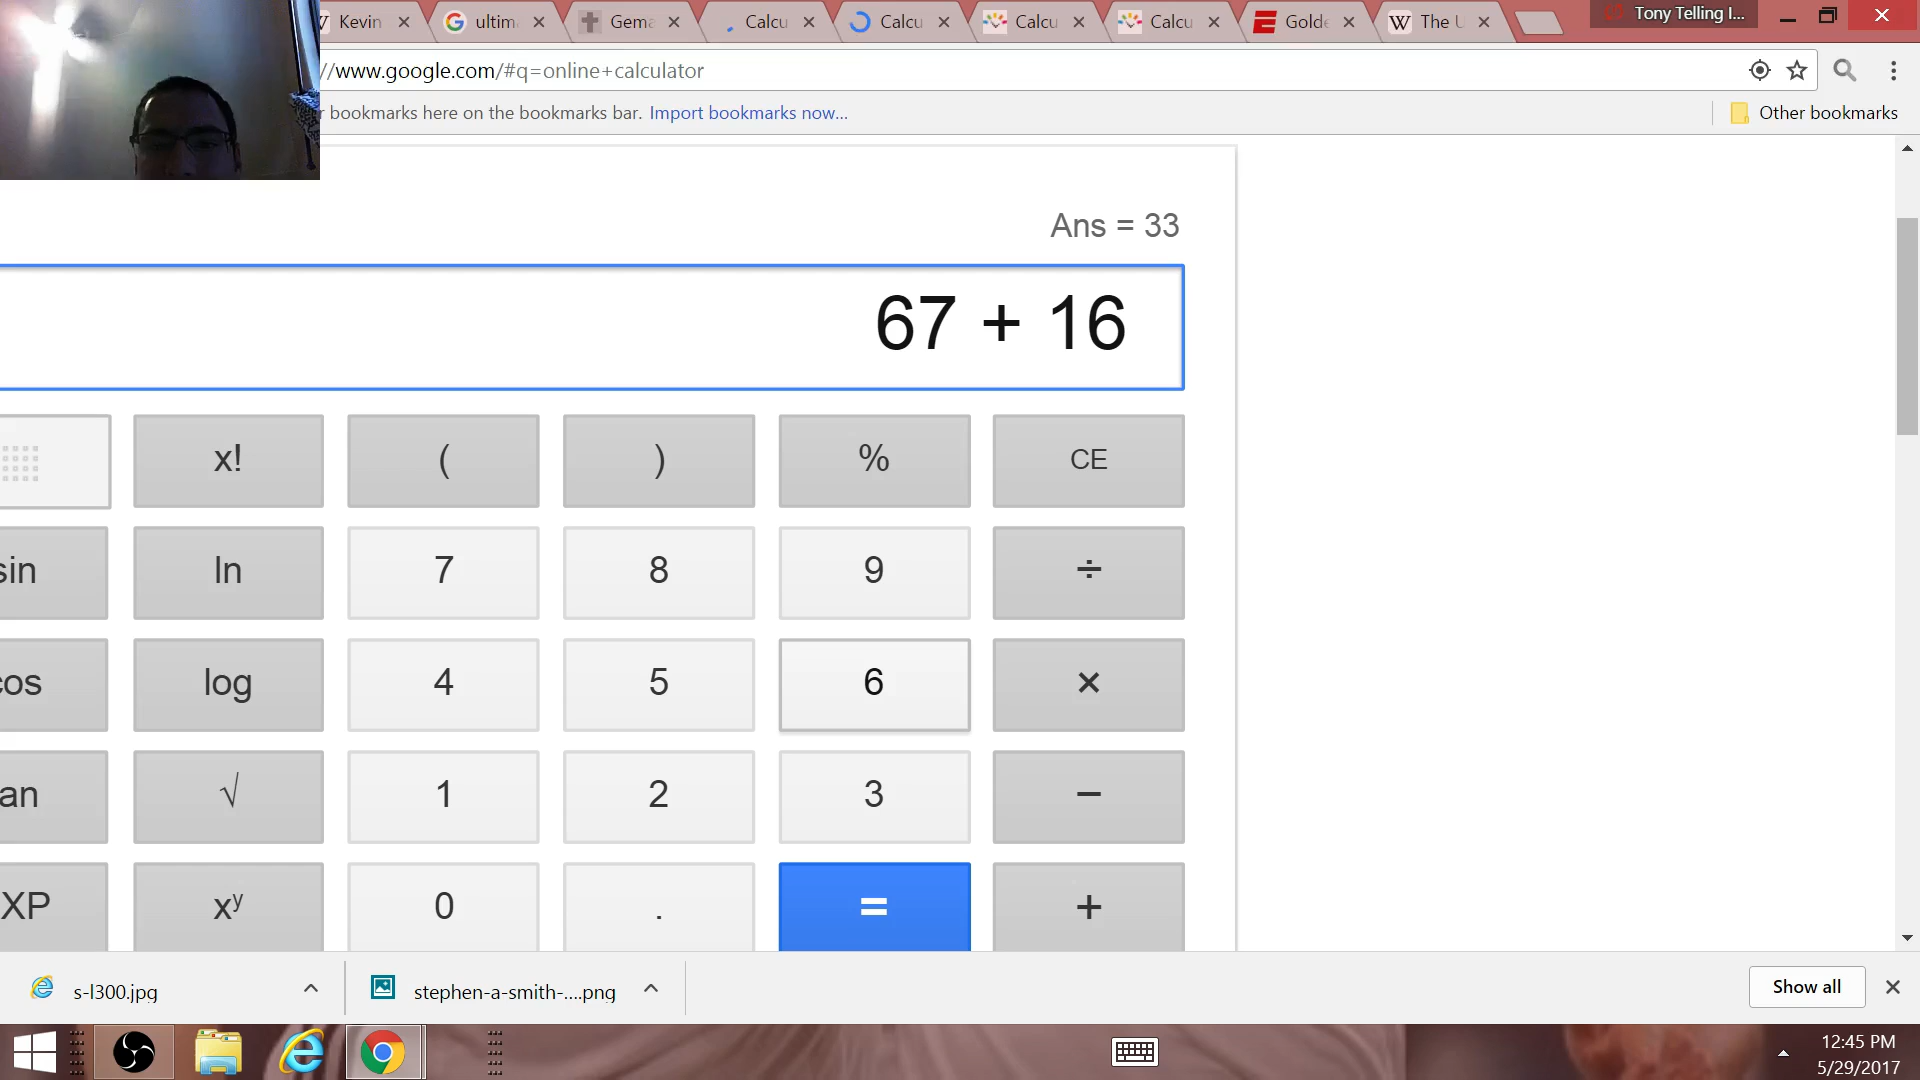 Kevin
ultim
Gema
Calcu
Calcu
Calcu
Calcu
Golde
W The U
Tony Telling I...
//www.google.com/#q=online+calculator
r bookmarks here on the bookmarks bar. Import bookmarks now...
Other bookmarks
Ans = 33
67 + 16
x! ( ) % CE
sin ln 7 8 9 ÷
cos log 4 5 6 ×
an √ 1 2 3 −
XP xy 0 . = +
s-l300.jpg
stephen-a-smith-....png
Show all
12:45 PM
5/29/2017